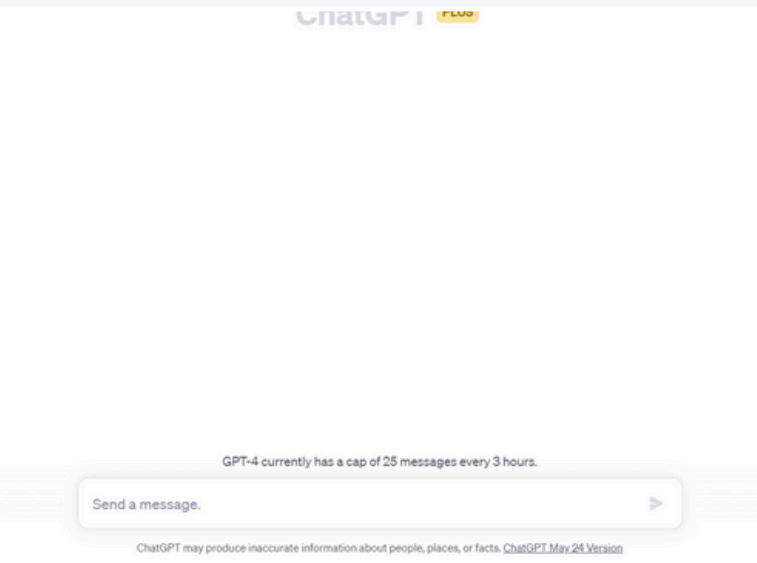 ChatGPT PLUS
GPT-4 currently has a cap of 25 messages every 3 hours.
Send a message.
ChatGPT may produce inaccurate information about people, places, or facts. ChatGPT May 24 Version